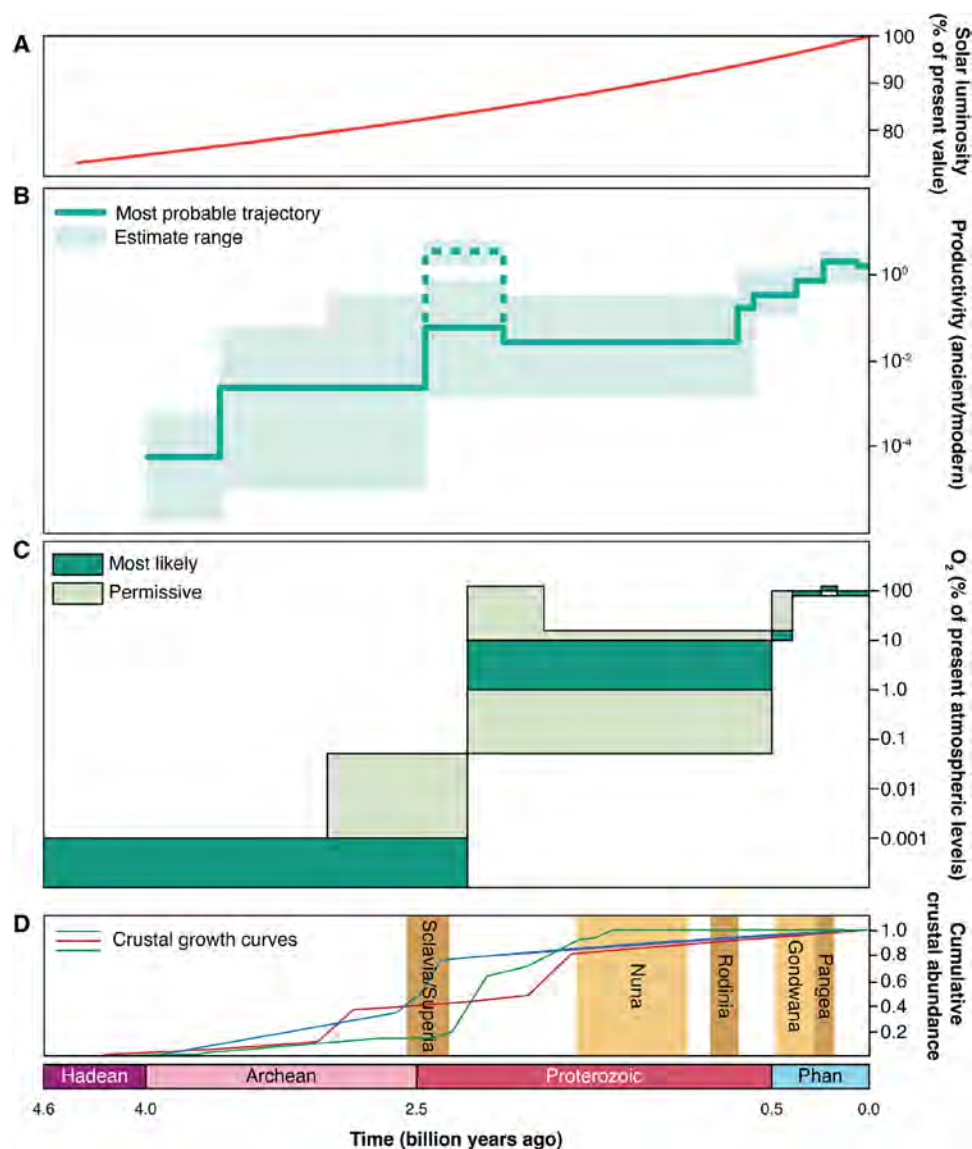 A
100
90
80
Solar luminosity
(% of present value)
B
Most probable trajectory
Estimate range
10⁰
10⁻²
10⁻⁴
Productivity (ancient/modern)
C
Most likely
Permissive
100
10
1.0
0.1
0.01
0.001
O₂ (% of present atmospheric levels)
D
Crustal growth curves
Sclavia/Superia
Nuna
Rodinia
Gondwana
Pangea
1.0
0.8
0.6
0.4
0.2
Cumulative
crustal abundance
Hadean
Archean
Proterozoic
Phan
4.6
4.0
2.5
0.5
0.0
Time (billion years ago)